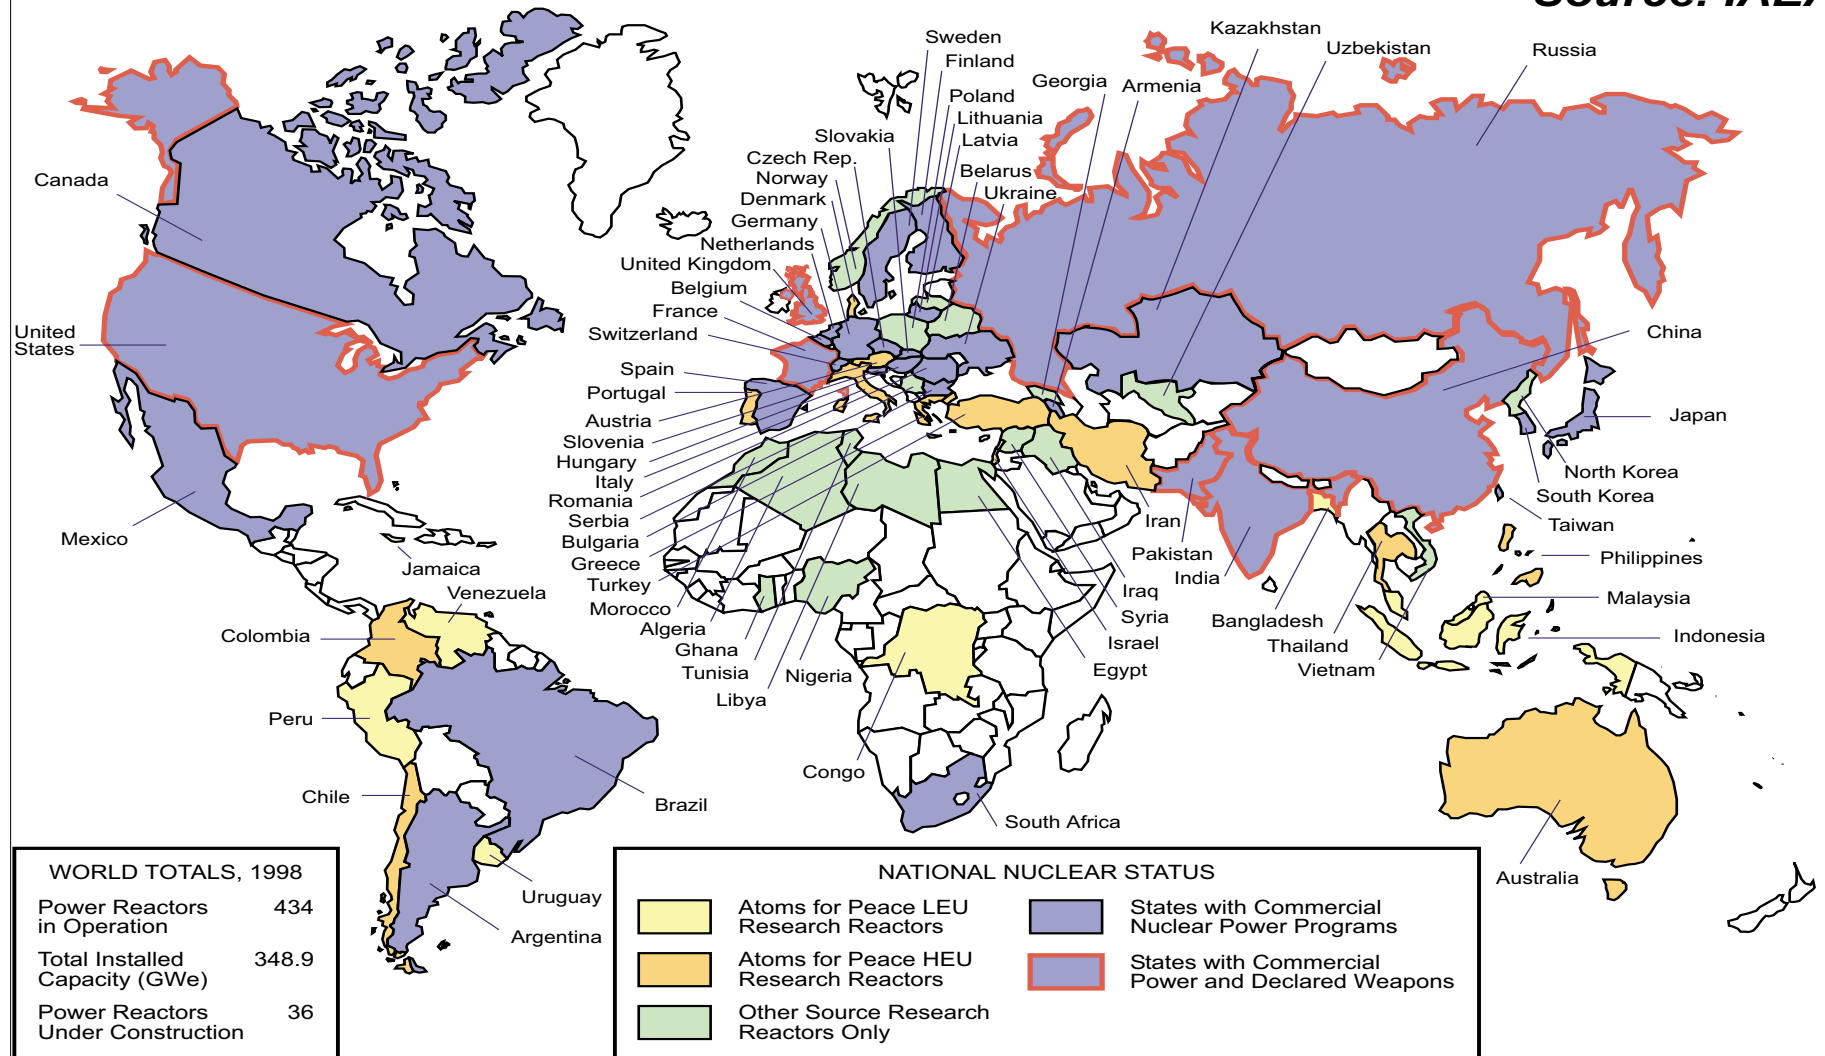 Source: IAEA
Kazakhstan
Sweden
Uzbekistan
Russia
Finland
Georgia
Armenia
Poland
Lithuania
Slovakia
Latvia
Czech Rep.
Belarus
Norway
Ukraine
Canada
Denmark
Germany
Netherlands
United Kingdom
Belgium
France
United
States
Switzerland
China
Spain
Portugal
Japan
Austria
Slovenia
Hungary
Italy
North Korea
Romania
South Korea
Serbia
Iran
Taiwan
Mexico
Bulgaria
Pakistan
Philippines
Greece
Jamaica
India
Turkey
Venezuela
Iraq
Malaysia
Morocco
Syria
Bangladesh
Algeria
Colombia
Israel
Thailand
Indonesia
Ghana
Egypt
Vietnam
Tunisia
Nigeria
Libya
Peru
Congo
Chile
Brazil
South Africa
Australia
Uruguay
Argentina
WORLD TOTALS, 1998
Power Reactors 434
in Operation
Total Installed 348.9
Capacity (GWe)
Power Reactors 36
Under Construction
NATIONAL NUCLEAR STATUS
Atoms for Peace LEU
Research Reactors
Atoms for Peace HEU
Research Reactors
Other Source Research
Reactors Only
States with Commercial
Nuclear Power Programs
States with Commercial
Power and Declared Weapons